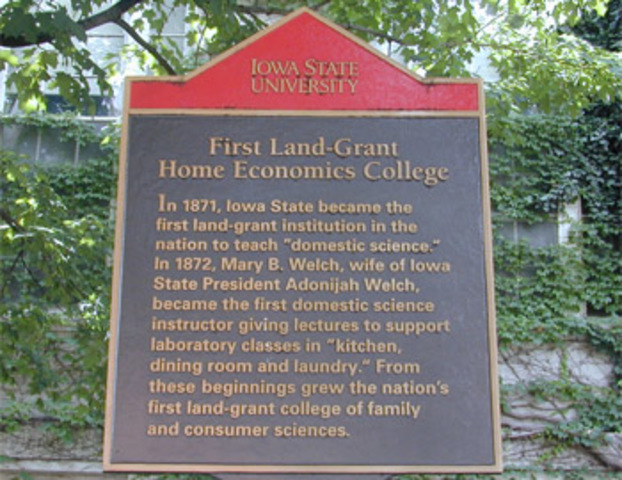 IOWA STATE
UNIVERSITY
First Land-Grant
Home Economics College
In 1871, Iowa State became the
first land-grant institution in the
nation to teach "domestic science."
In 1872, Mary B. Welch, wife of Iowa
State President Adonijah Welch,
became the first domestic science
instructor giving lectures to support
laboratory classes in "kitchen,
dining room and laundry." From
these beginnings grew the nation's
first land-grant college of family
and consumer sciences.